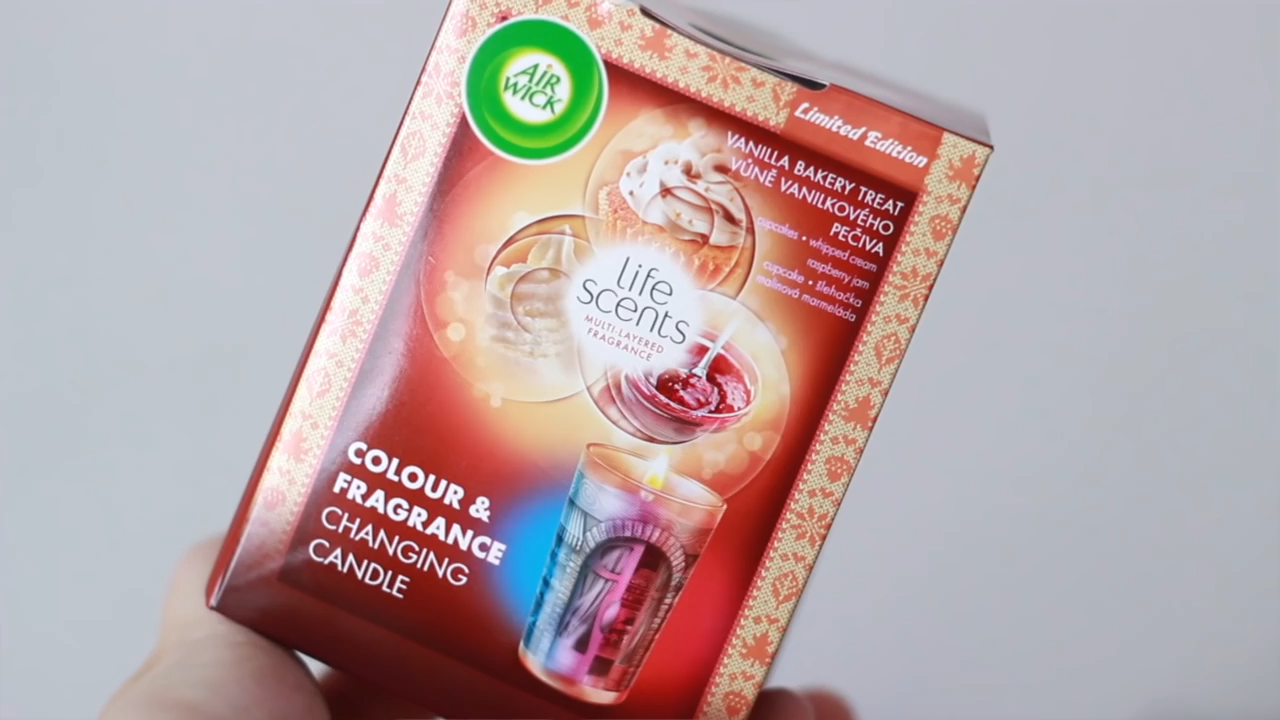 AIR
WICK
Limited Edition
VANILLA BAKERY TREAT
VŮNĚ VANILKOVÉHO
PEČIVA
cupcakes • whipped cream
raspberry jam
cupcake • šlehačka
malinová marmeláda
life
scents
MULTI-LAYERED
FRAGRANCE
COLOUR &
FRAGRANCE
CHANGING
CANDLE